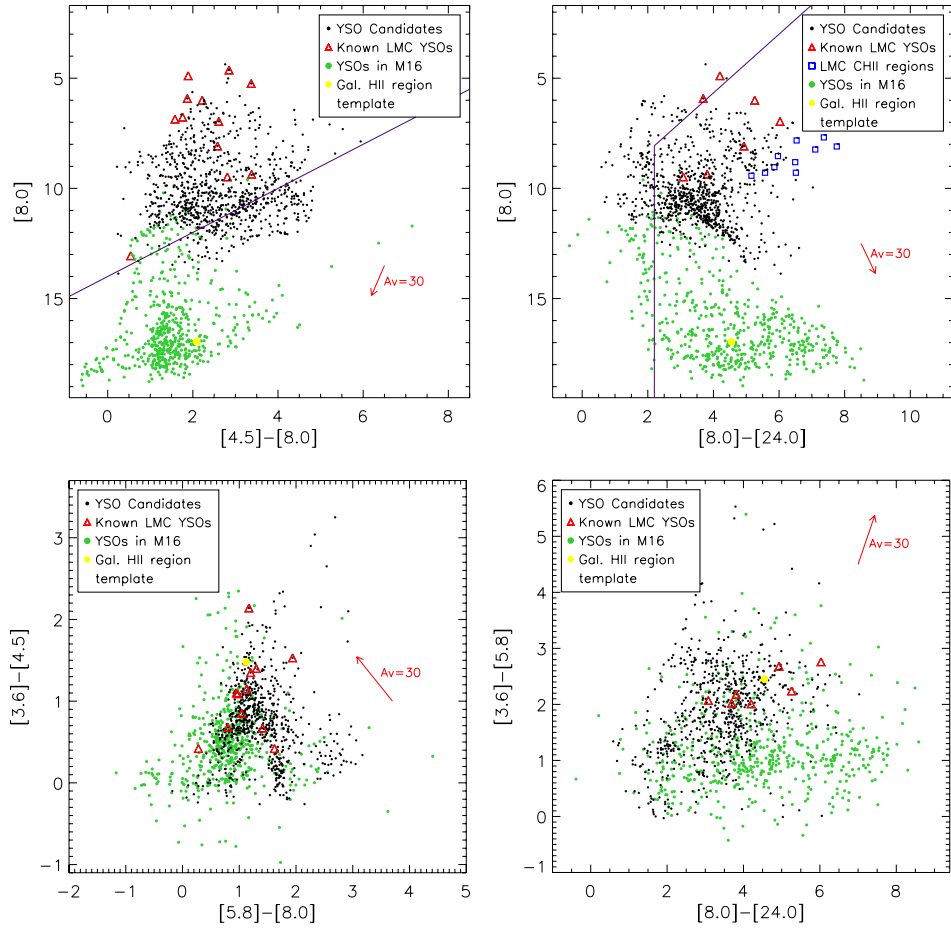 YSO Candidates
Known LMC YSOs
YSOs in M16
Gal. HII region
template
5
10
15
[8.0]
Av=30
0 2 4 6 8
[4.5]−[8.0]
YSO Candidates
Known LMC YSOs
LMC CHII regions
YSOs in M16
Gal. HII region
template
5
10
15
[8.0]
Av=30
0 2 4 6 8 10
[8.0]−[24.0]
YSO Candidates
Known LMC YSOs
YSOs in M16
Gal. HII region
template
3
2
1
0
−1
[3.6]−[4.5]
Av=30
−2 −1 0 1 2 3 4 5
[5.8]−[8.0]
YSO Candidates
Known LMC YSOs
YSOs in M16
Gal. HII region
template
6
5
4
3
2
1
0
−1
[3.6]−[5.8]
Av=30
0 2 4 6 8
[8.0]−[24.0]